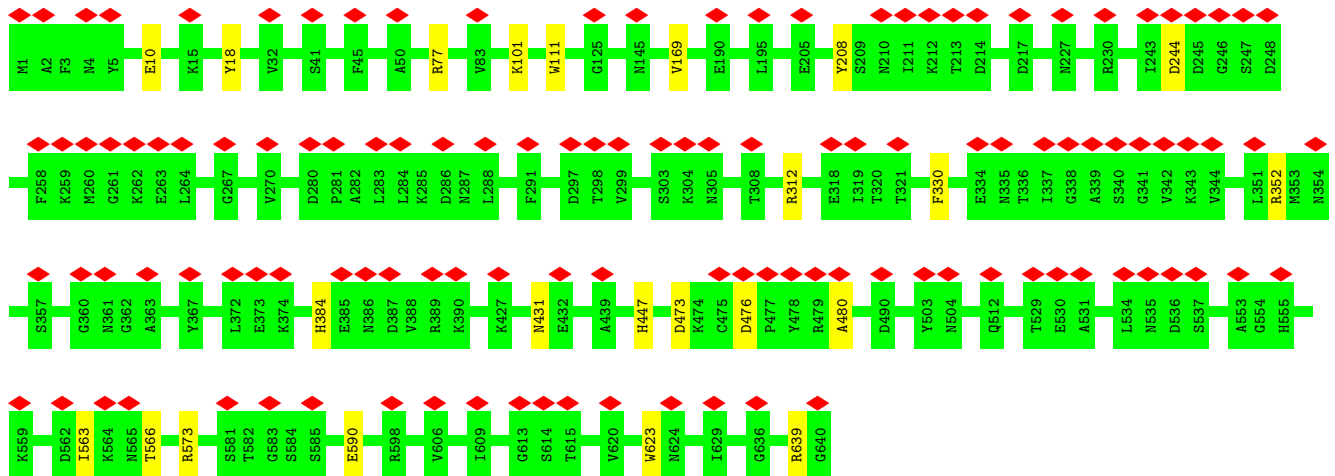 M1 A2 F3 N4 Y5 E10 K15 Y18 V32 S41 F45 A50 R77 V83 K101 W111 G125 N145 V169 E190 L195 E205 Y208 S209 N210 I211 K212 T213 D214 D217 N227 R230 I243 D244 D245 G246 S247 D248
F258 K259 M260 G261 K262 E263 L264 G267 V270 D280 P281 A282 L283 L284 K285 D286 N287 L288 F291 D297 T298 V299 S303 K304 N305 T308 R312 E318 I319 T320 T321 F330 E334 N335 T336 I337 G338 A339 S340 G341 V342 K343 V344 L351 R352 M353 N354
S357 G360 N361 G362 A363 Y367 L372 E373 K374 H384 E385 N386 D387 V388 R389 K390 K427 N431 E432 A439 H447 D473 K474 C475 D476 P477 Y478 R479 A480 D490 Y503 N504 Q512 T529 E530 A531 L534 N535 D536 S537 A553 G554 H555
K559 D562 I563 K564 N565 T566 R573 S581 T582 G583 S584 S585 E590 R598 V606 I609 G613 S614 T615 V620 W623 N624 I629 G636 R639 G640